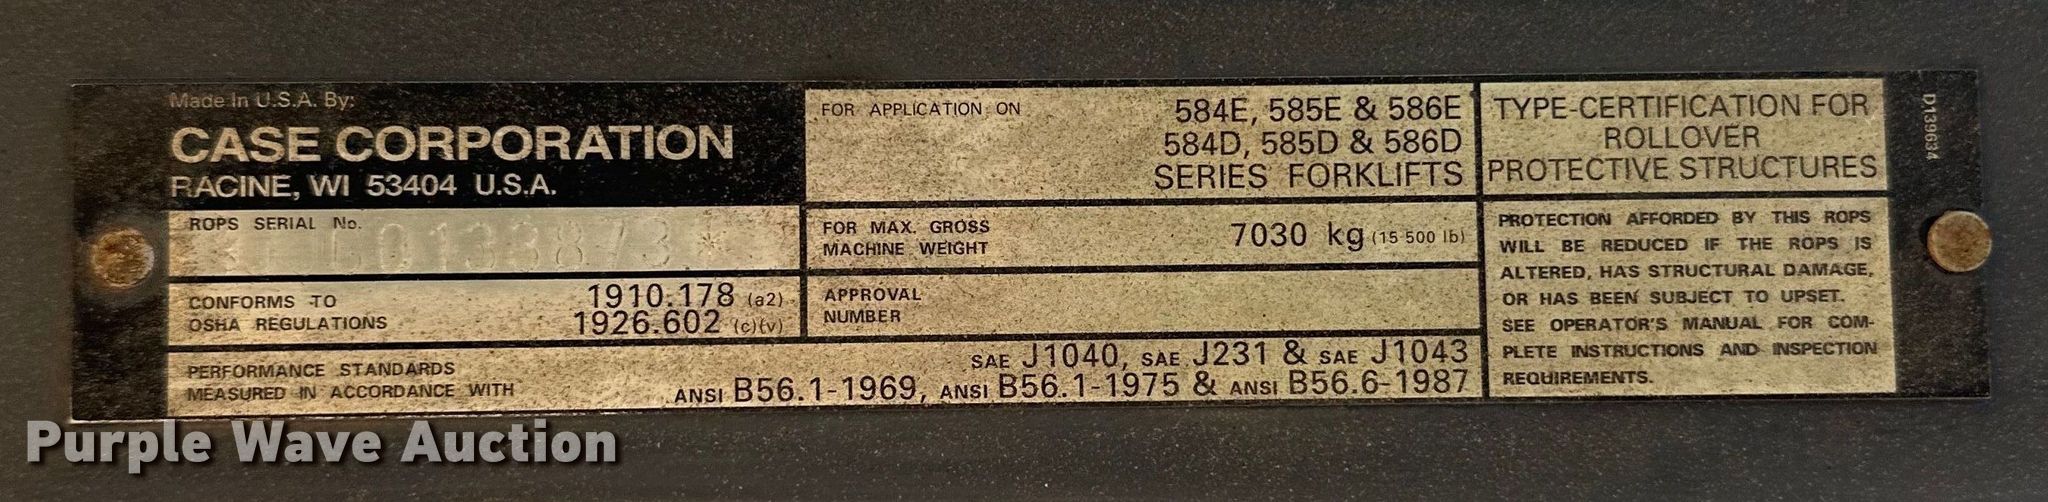 Made In U.S.A. By:
CASE CORPORATION
RACINE, WI 53404 U.S.A.
ROPS SERIAL No.
CONFORMS TO 1910.178 (a2)
OSHA REGULATIONS 1926.602 (c)(v)
PERFORMANCE STANDARDS
MEASURED IN ACCORDANCE WITH
SAE J1040, SAE J231 & SAE J1043
ANSI B56.1-1969, ANSI B56.1-1975 & ANSI B56.6-1987
FOR APPLICATION ON 584E, 585E & 586E
584D, 585D & 586D
SERIES FORKLIFTS
FOR MAX. GROSS
MACHINE WEIGHT
7030 kg (15 500 lb)
APPROVAL
NUMBER
TYPE-CERTIFICATION FOR
ROLLOVER
PROTECTIVE STRUCTURES
PROTECTION AFFORDED BY THIS ROPS
WILL BE REDUCED IF THE ROPS IS
ALTERED, HAS STRUCTURAL DAMAGE,
OR HAS BEEN SUBJECT TO UPSET.
SEE OPERATOR'S MANUAL FOR COM-
PLETE INSTRUCTIONS AND INSPECTION
REQUIREMENTS.
D139634
Purple Wave Auction